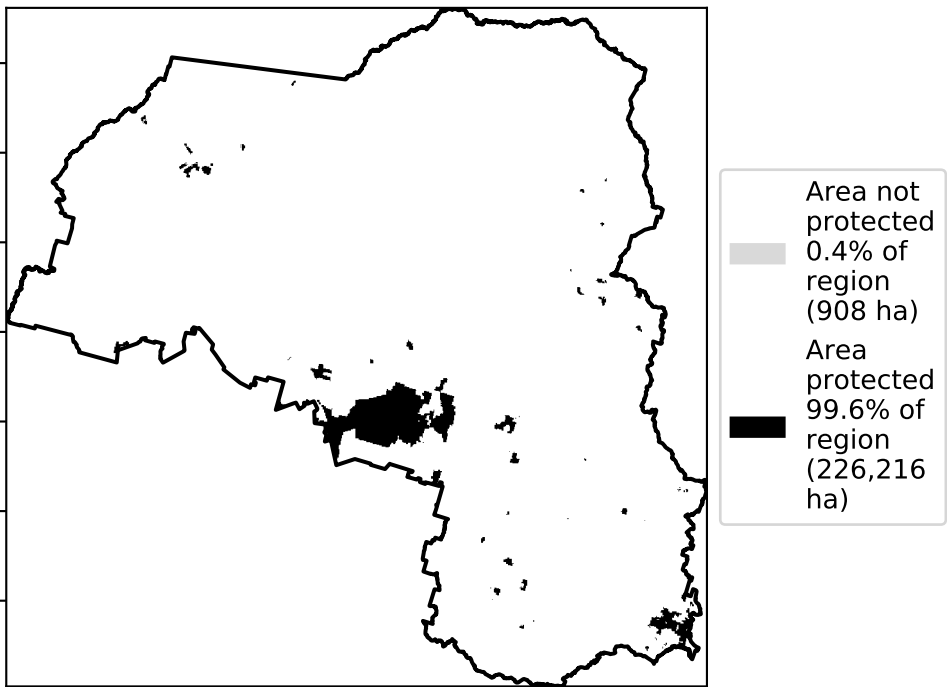 Area not
protected
0.4% of
region
(908 ha)
Area
protected
99.6% of
region
(226,216
ha)